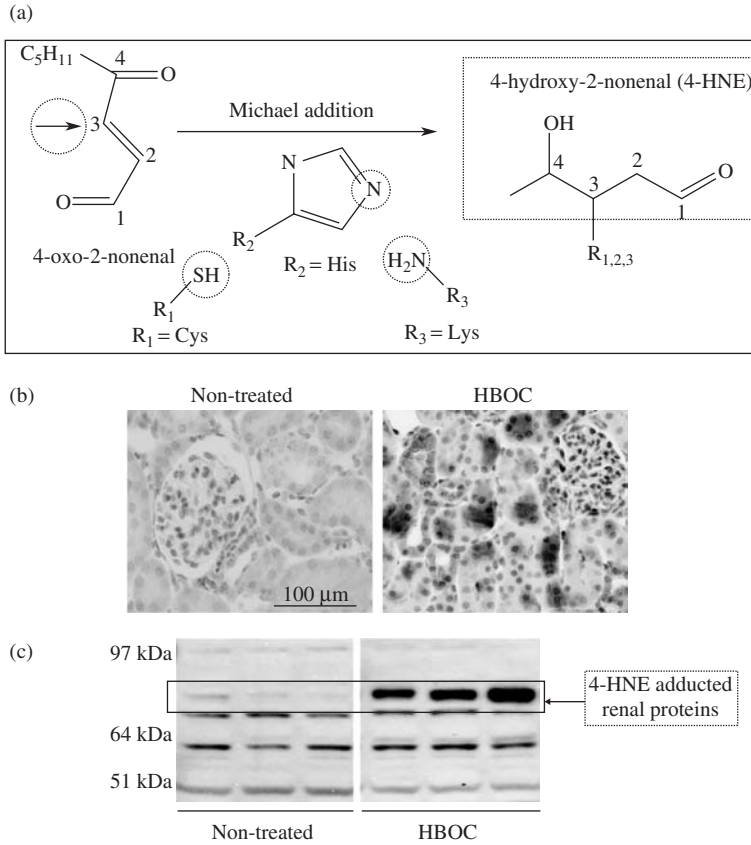 (a)
C₅H₁₁
4
O
3
2
O
1
4-oxo-2-nonenal
Michael addition
N
N
R₂
R₂ = His
SH
R₁
R₁ = Cys
H₂N
R₃
R₃ = Lys
4-hydroxy-2-nonenal (4-HNE)
OH
4
3
2
1
O
R₁,₂,₃
(b)
Non-treated
HBOC
100 μm
(c)
97 kDa
64 kDa
51 kDa
4-HNE adducted
renal proteins
Non-treated
HBOC